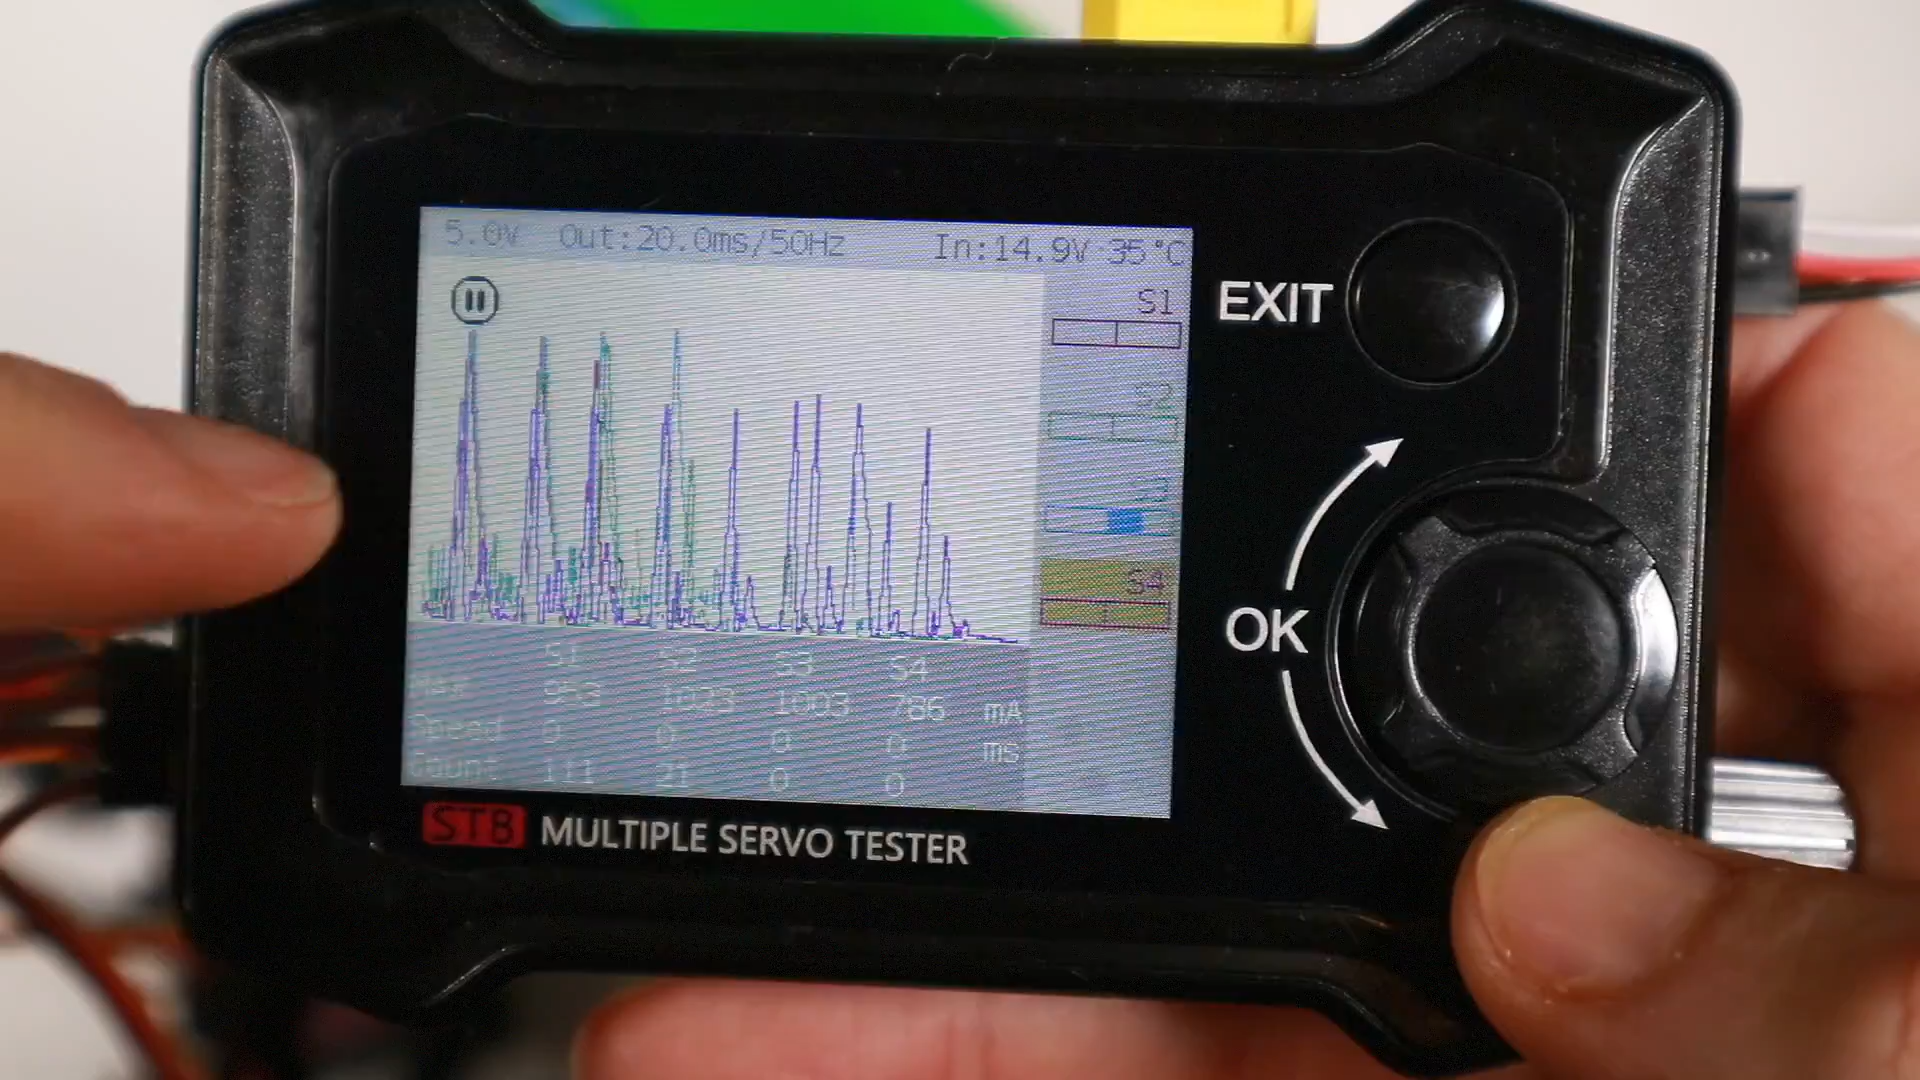 5.0V Out:20.0ms/50Hz In:14.9V 35°C
S1
EXIT
S2
S4
OK
S1 S2 S3 S4
Max 953 1023 1003 786 mA
Speed 0 0 0 0 ms
Count 111 21 0 0
ST8 MULTIPLE SERVO TESTER